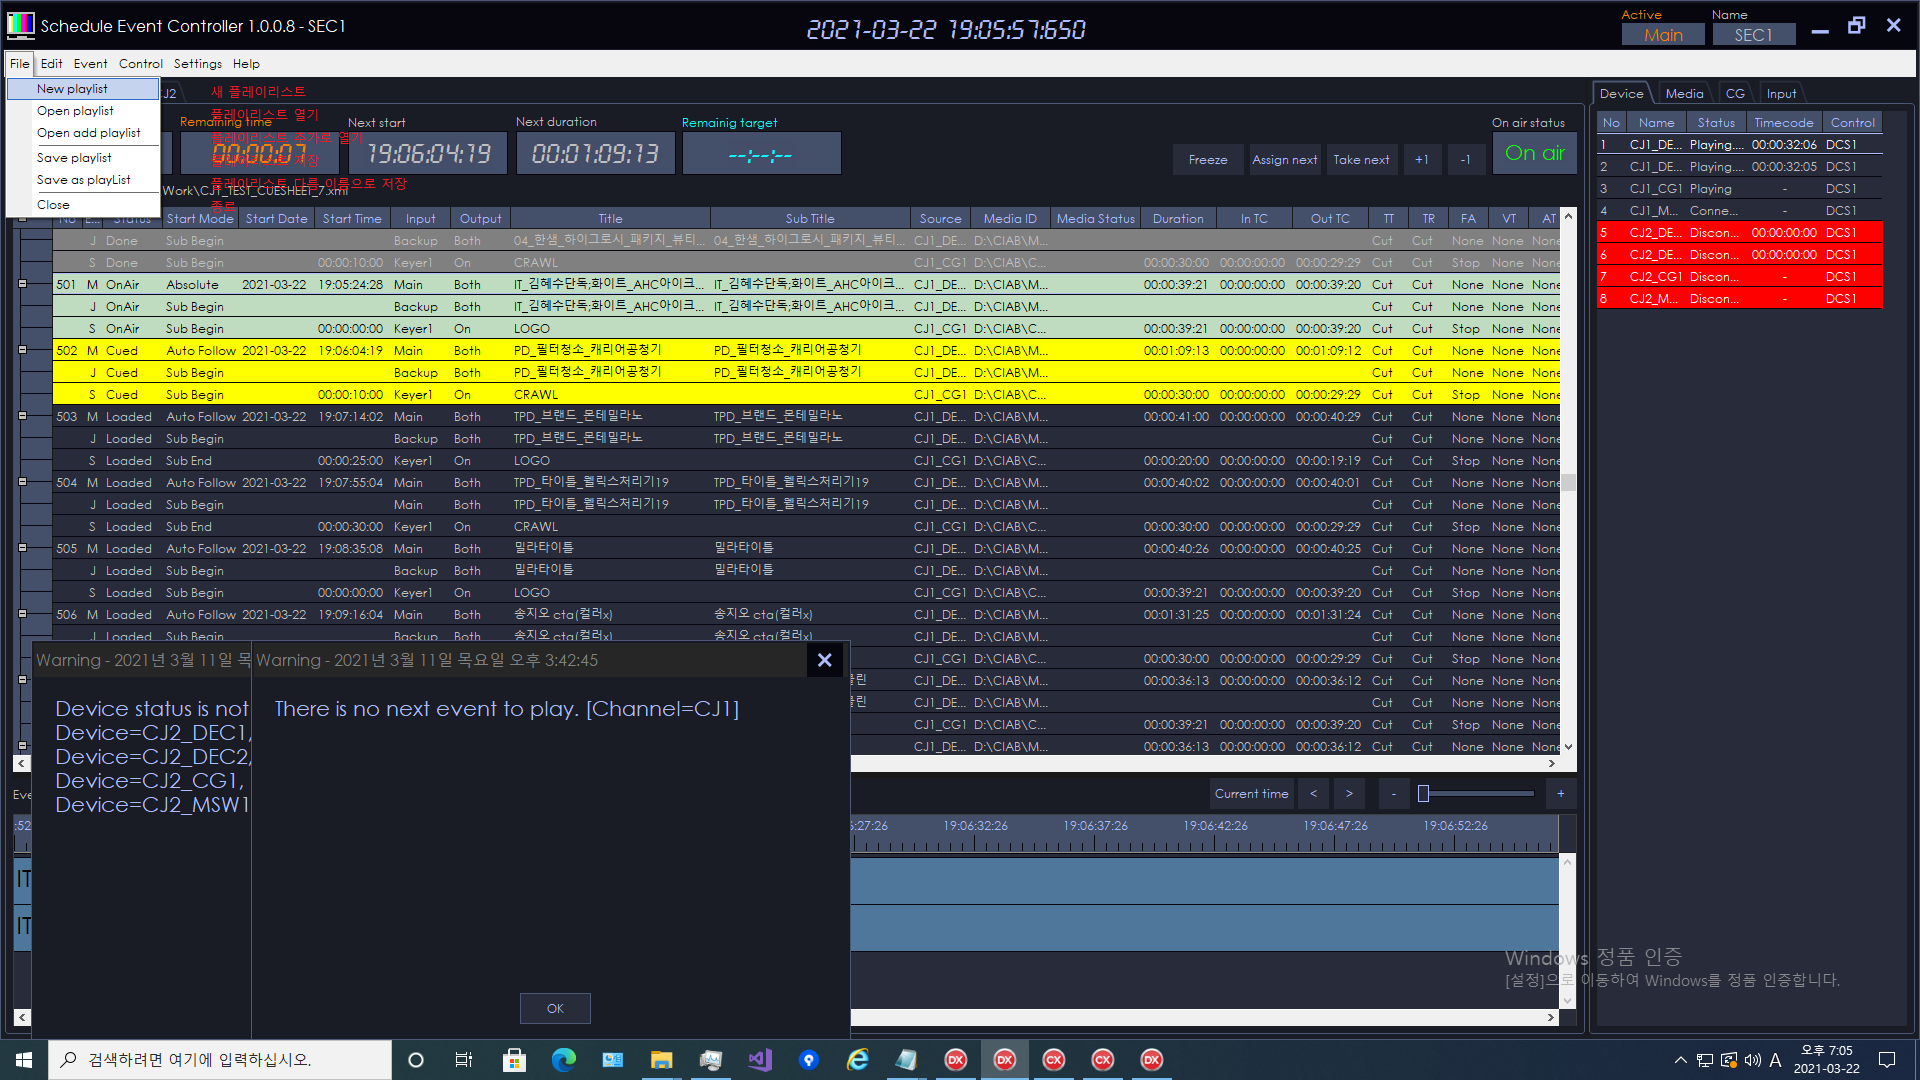 Schedule Event Controller 1.0.0.8 - SEC1
2021-03-22 19:05:57:650
Active Name
Main SEC1
File Edit Event Control Settings Help
New playlist
Open playlist
Open add playlist
Save playlist
Save as playList
Close
새 플레이리스트
플레이리스트 열기
플레이리스트 추가로 열기
플레이리스트 저장
플레이리스트 다름 이름으로 저장
종료
Remaining time Next start Next duration Remainig target On air status
00:00:07 19:06:04:19 00:01:09:13 --:--:-- Freeze Assign next Take next +1 -1 On air
Work\CJ1_TEST_CUESHEET_7.xml
No E... Status Start Mode Start Date Start Time Input Output Title Sub Title Source Media ID Media Status Duration In TC Out TC TT TR FA VT AT
J Done Sub Begin Backup Both 04_한샘_하이그로시_패키지_뷰티... 04_한샘_하이그로시_패키지_뷰티... CJ1_DE... D:\CIAB\M... Cut Cut None None None
S Done Sub Begin 00:00:10:00 Keyer1 On CRAWL CJ1_CG1 D:\CIAB\C... 00:00:30:00 00:00:00:00 00:00:29:29 Cut Cut Stop None None
501 M OnAir Absolute 2021-03-22 19:05:24:28 Main Both IT_김혜수단독;화이트_AHC아이크... IT_김혜수단독;화이트_AHC아이크... CJ1_DE... D:\CIAB\M... 00:00:39:21 00:00:00:00 00:00:39:20 Cut Cut None None None
J OnAir Sub Begin Backup Both IT_김혜수단독;화이트_AHC아이크... IT_김혜수단독;화이트_AHC아이크... CJ1_DE... D:\CIAB\M... Cut Cut None None None
S OnAir Sub Begin 00:00:00:00 Keyer1 On LOGO CJ1_CG1 D:\CIAB\C... 00:00:39:21 00:00:00:00 00:00:39:20 Cut Cut Stop None None
502 M Cued Auto Follow 2021-03-22 19:06:04:19 Main Both PD_필터청소_캐리어공청기 PD_필터청소_캐리어공청기 CJ1_DE... D:\CIAB\M... 00:01:09:13 00:00:00:00 00:01:09:12 Cut Cut None None None
J Cued Sub Begin Backup Both PD_필터청소_캐리어공청기 PD_필터청소_캐리어공청기 CJ1_DE... D:\CIAB\M... Cut Cut None None None
S Cued Sub Begin 00:00:10:00 Keyer1 On CRAWL CJ1_CG1 D:\CIAB\C... 00:00:30:00 00:00:00:00 00:00:29:29 Cut Cut Stop None None
503 M Loaded Auto Follow 2021-03-22 19:07:14:02 Main Both TPD_브랜드_몬테밀라노 TPD_브랜드_몬테밀라노 CJ1_DE... D:\CIAB\M... 00:00:41:00 00:00:00:00 00:00:40:29 Cut Cut None None None
J Loaded Sub Begin Backup Both TPD_브랜드_몬테밀라노 TPD_브랜드_몬테밀라노 CJ1_DE... D:\CIAB\M... Cut Cut None None None
S Loaded Sub End 00:00:25:00 Keyer1 On LOGO CJ1_CG1 D:\CIAB\C... 00:00:20:00 00:00:00:00 00:00:19:19 Cut Cut Stop None None
504 M Loaded Auto Follow 2021-03-22 19:07:55:04 Main Both TPD_타이틀_웰릭스처리기19 TPD_타이틀_웰릭스처리기19 CJ1_DE... D:\CIAB\M... 00:00:40:02 00:00:00:00 00:00:40:01 Cut Cut None None None
J Loaded Sub Begin Main Both TPD_타이틀_웰릭스처리기19 TPD_타이틀_웰릭스처리기19 CJ1_DE... D:\CIAB\M... Cut Cut None None None
S Loaded Sub End 00:00:30:00 Keyer1 On CRAWL CJ1_CG1 D:\CIAB\C... 00:00:30:00 00:00:00:00 00:00:29:29 Cut Cut Stop None None
505 M Loaded Auto Follow 2021-03-22 19:08:35:08 Main Both 밀라타이틀 밀라타이틀 CJ1_DE... D:\CIAB\M... 00:00:40:26 00:00:00:00 00:00:40:25 Cut Cut None None None
J Loaded Sub Begin Backup Both 밀라타이틀 밀라타이틀 CJ1_DE... D:\CIAB\M... Cut Cut None None None
S Loaded Sub Begin 00:00:00:00 Keyer1 On LOGO CJ1_CG1 D:\CIAB\C... 00:00:39:21 00:00:00:00 00:00:39:20 Cut Cut Stop None None
506 M Loaded Auto Follow 2021-03-22 19:09:16:04 Main Both 송지오 cta(컬러x) 송지오 cta(컬러x) CJ1_DE... D:\CIAB\M... 00:01:31:25 00:00:00:00 00:01:31:24 Cut Cut None None None
J Loaded Sub Begin Backup Both 송지오 cta(컬러x) 송지오 cta(컬러x) CJ1_DE... D:\CIAB\M... Cut Cut None None None
CJ1_CG1 D:\CIAB\C... 00:00:30:00 00:00:00:00 00:00:29:29 Cut Cut Stop None None
CJ1_DE... D:\CIAB\M... 00:00:36:13 00:00:00:00 00:00:36:12 Cut Cut None None None
CJ1_DE... D:\CIAB\M... Cut Cut None None None
CJ1_CG1 D:\CIAB\C... 00:00:39:21 00:00:00:00 00:00:39:20 Cut Cut Stop None None
CJ1_DE... D:\CIAB\M... 00:00:36:13 00:00:00:00 00:00:36:12 Cut Cut None None None
Device Media CG Input
No Name Status Timecode Control
1 CJ1_DE... Playing.... 00:00:32:06 DCS1
2 CJ1_DE... Playing.... 00:00:32:05 DCS1
3 CJ1_CG1 Playing - DCS1
4 CJ1_M... Conne... - DCS1
5 CJ2_DE... Discon... 00:00:00:00 DCS1
6 CJ2_DE... Discon... 00:00:00:00 DCS1
7 CJ2_CG1 Discon... - DCS1
8 CJ2_M... Discon... - DCS1
Warning - 2021년 3월 11일 목
Device status is not
Device=CJ2_DEC1,
Device=CJ2_DEC2,
Device=CJ2_CG1,
Device=CJ2_MSW1
Warning - 2021년 3월 11일 목요일 오후 3:42:45
There is no next event to play. [Channel=CJ1]
OK
Current time < > - +
:52 19:06:32:26 19:06:37:26 19:06:42:26 19:06:47:26 19:06:52:26
IT
IT
Windows 정품 인증
[설정]으로 이동하여 Windows를 정품 인증합니다.
검색하려면 여기에 입력하십시오.
DX DX CX CX DX
A 오후 7:05
2021-03-22